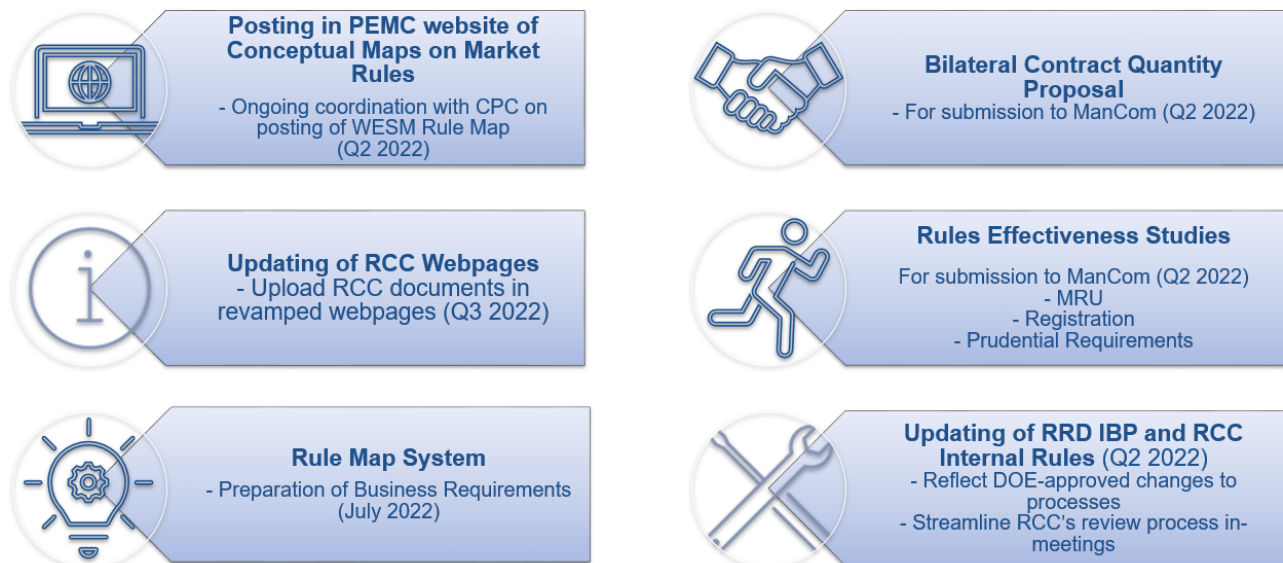 Posting in PEMC website of
Conceptual Maps on Market
Rules
- Ongoing coordination with CPC on
posting of WESM Rule Map
(Q2 2022)
Bilateral Contract Quantity
Proposal
- For submission to ManCom (Q2 2022)
Updating of RCC Webpages
- Upload RCC documents in
revamped webpages (Q3 2022)
Rules Effectiveness Studies
For submission to ManCom (Q2 2022)
- MRU
- Registration
- Prudential Requirements
Rule Map System
- Preparation of Business Requirements
(July 2022)
Updating of RRD IBP and RCC
Internal Rules (Q2 2022)
- Reflect DOE-approved changes to
processes
- Streamline RCC's review process in-
meetings